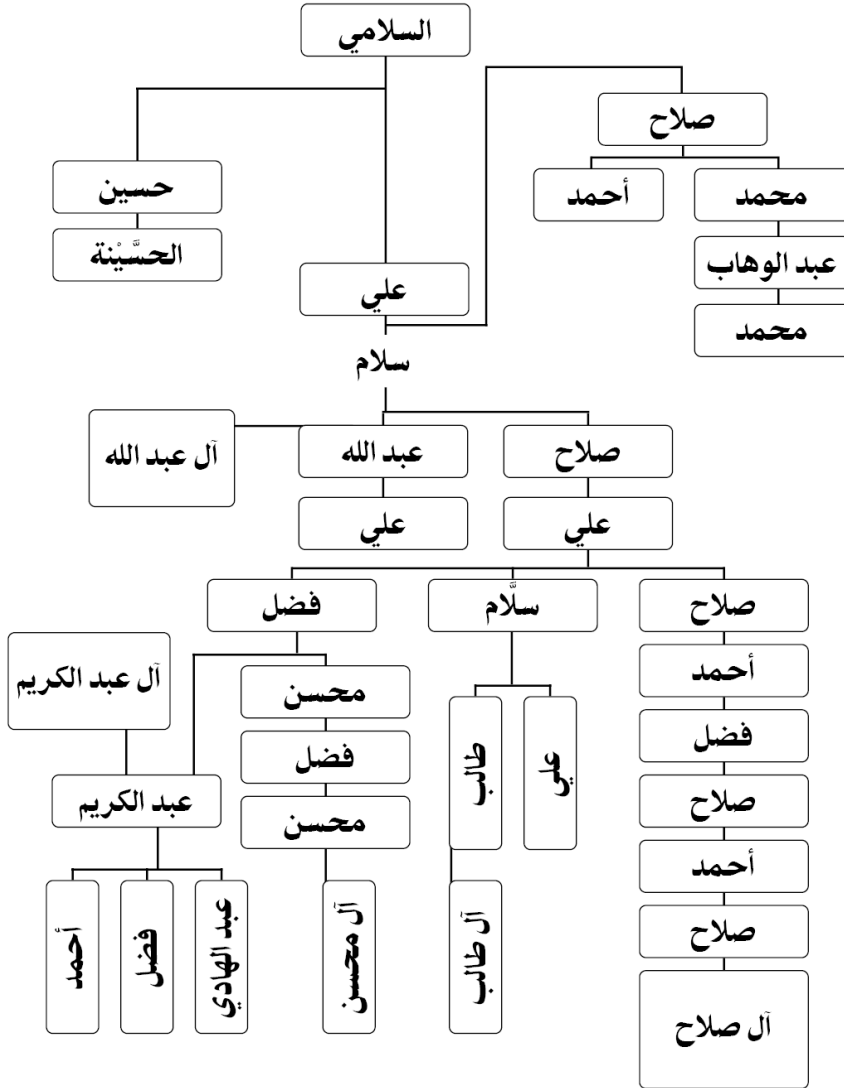 السلامي
صلاح
حسين
أحمد
محمد
الحسَّيْنة
عبد الوهاب
علي
محمد
سلام
آل عبد الله
عبد الله
صلاح
علي
علي
فضل
سلَّام
صلاح
آل عبد الكريم
محسن
أحمد
طالب
علي
فضل
فضل
عبد الكريم
محسن
صلاح
أحمد
أحمد
فضل
عبد الهادي
آل محسن
آل طالب
صلاح
آل صلاح